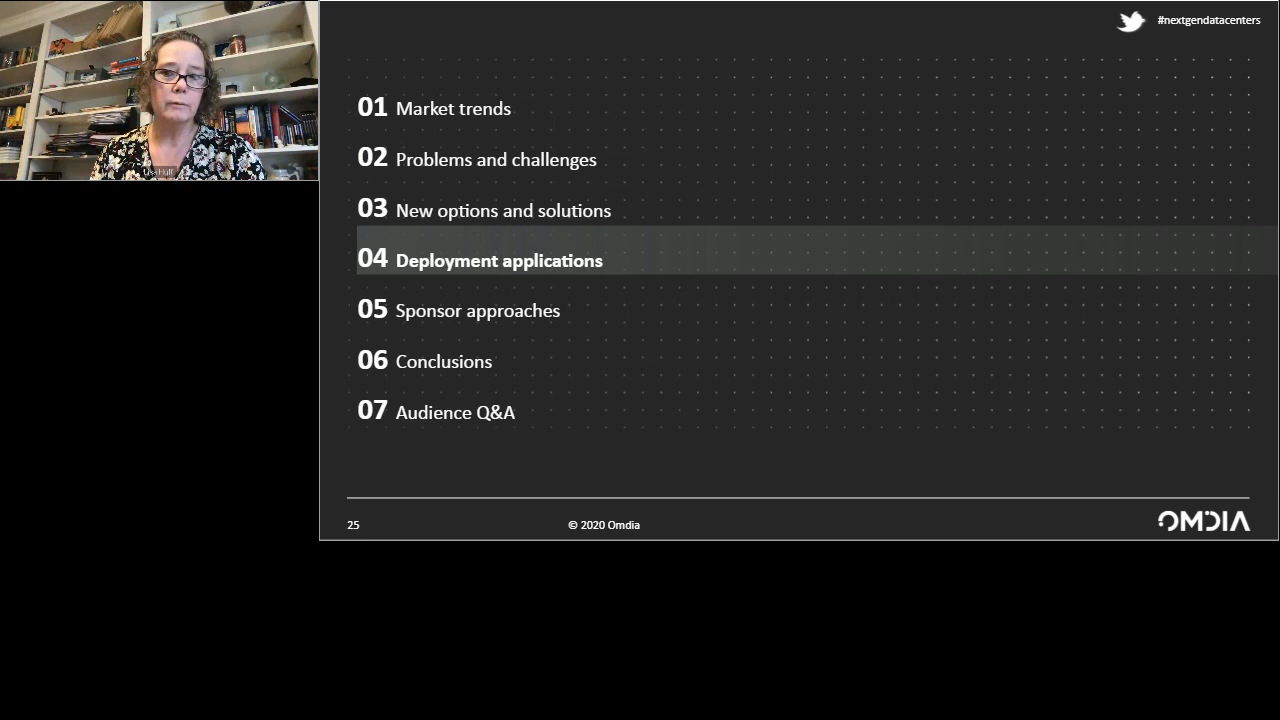 #nextgendatacenters
01 Market trends
02 Problems and challenges
03 New options and solutions
04 Deployment applications
05 Sponsor approaches
06 Conclusions
07 Audience Q&A
25
© 2020 Omdia
OMDIA